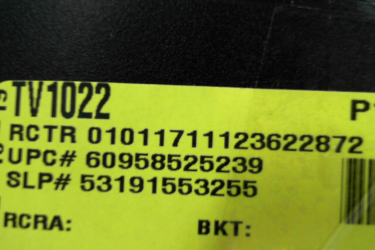 TV1022
P
RCTR 01011711123622872
UPC# 60958525239
SLP# 53191553255
RCRA: BKT: